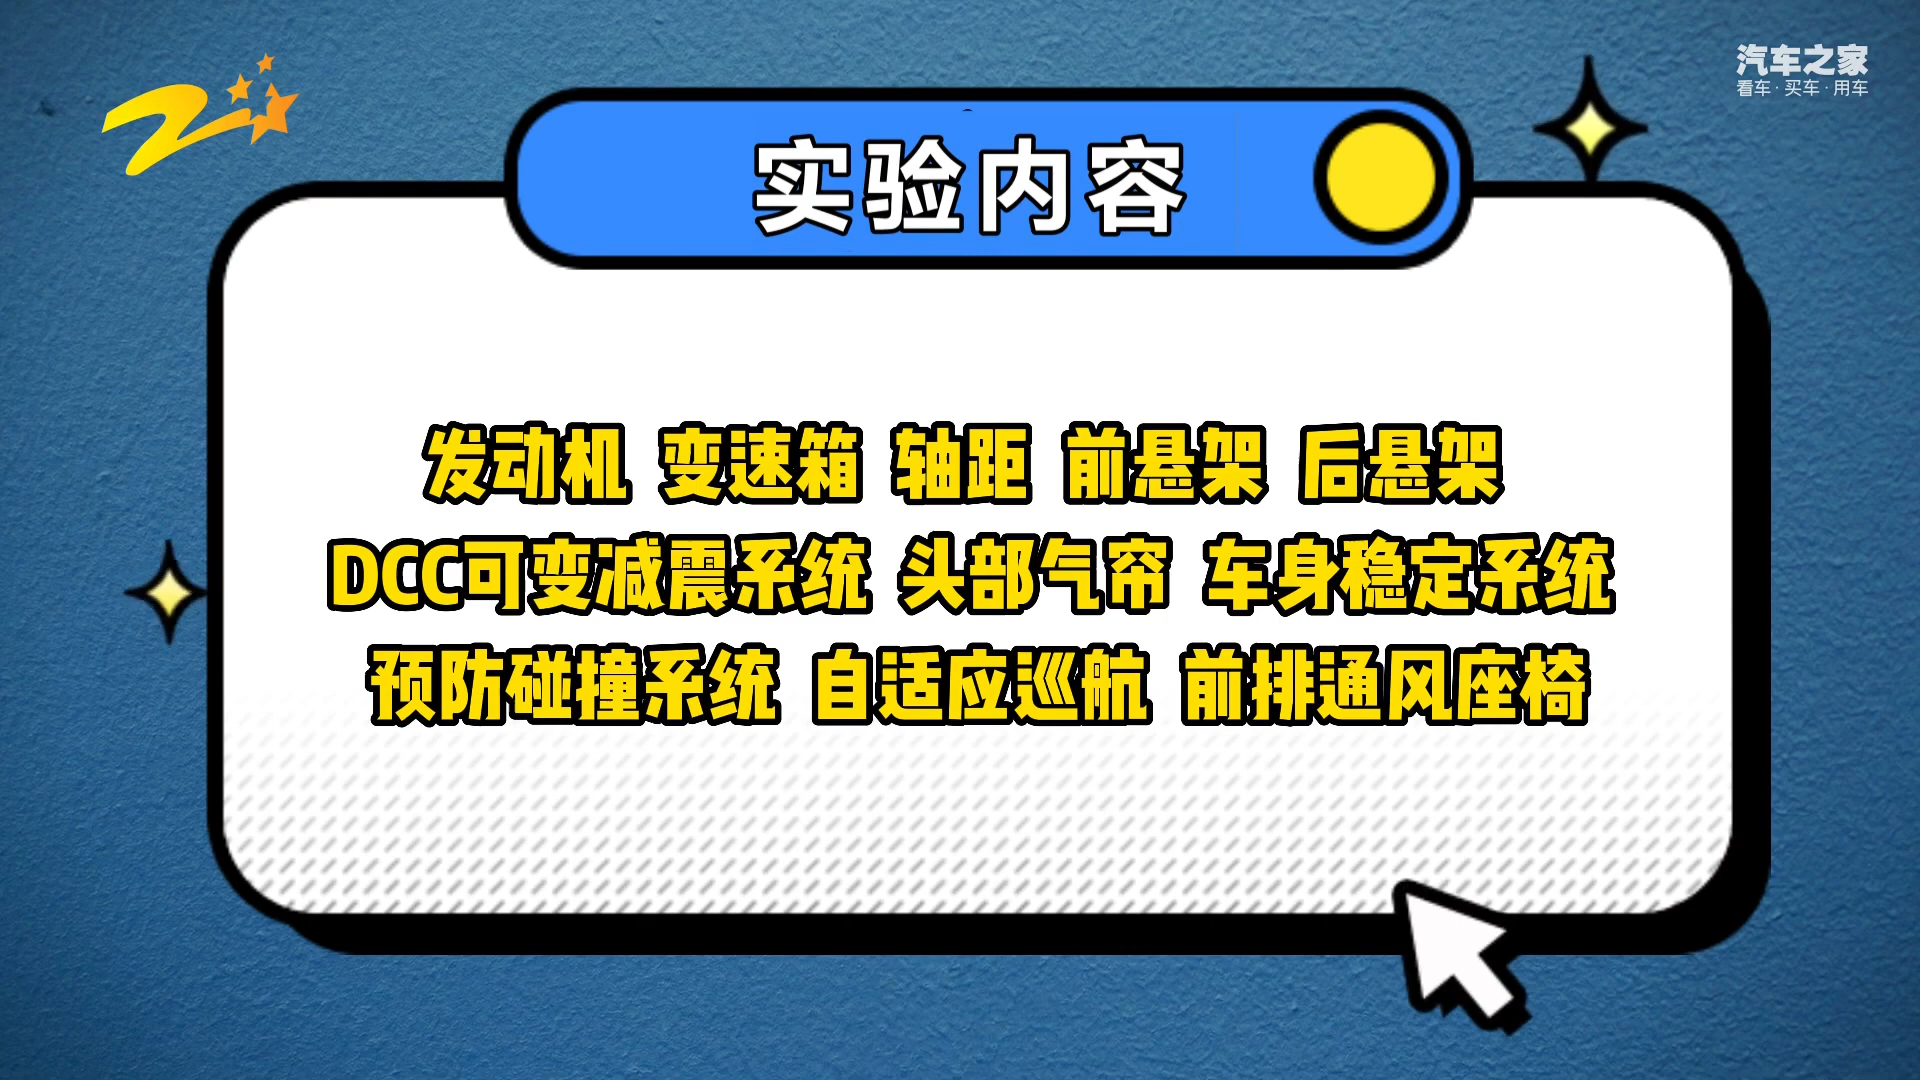 汽车之家
看车·买车·用车
实验内容
发动机 变速箱 轴距 前悬架 后悬架
DCC可变减震系统 头部气帘 车身稳定系统
预防碰撞系统 自适应巡航 前排通风座椅